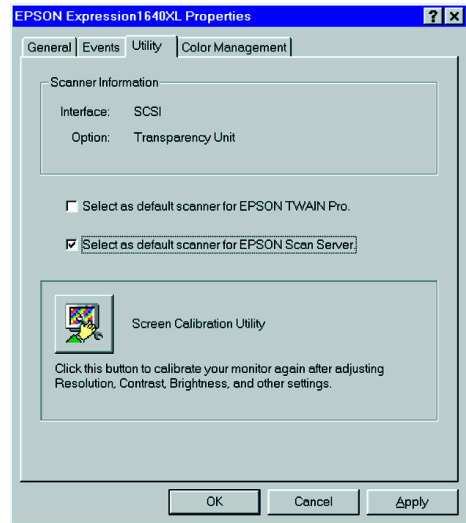 EPSON Expression1640XL Properties
General Events Utility Color Management
Scanner Information
Interface: SCSI
Option: Transparency Unit
Select as default scanner for EPSON TWAIN Pro.
Select as default scanner for EPSON Scan Server.
Screen Calibration Utility
Click this button to calibrate your monitor again after adjusting
Resolution, Contrast, Brightness, and other settings.
OK Cancel Apply